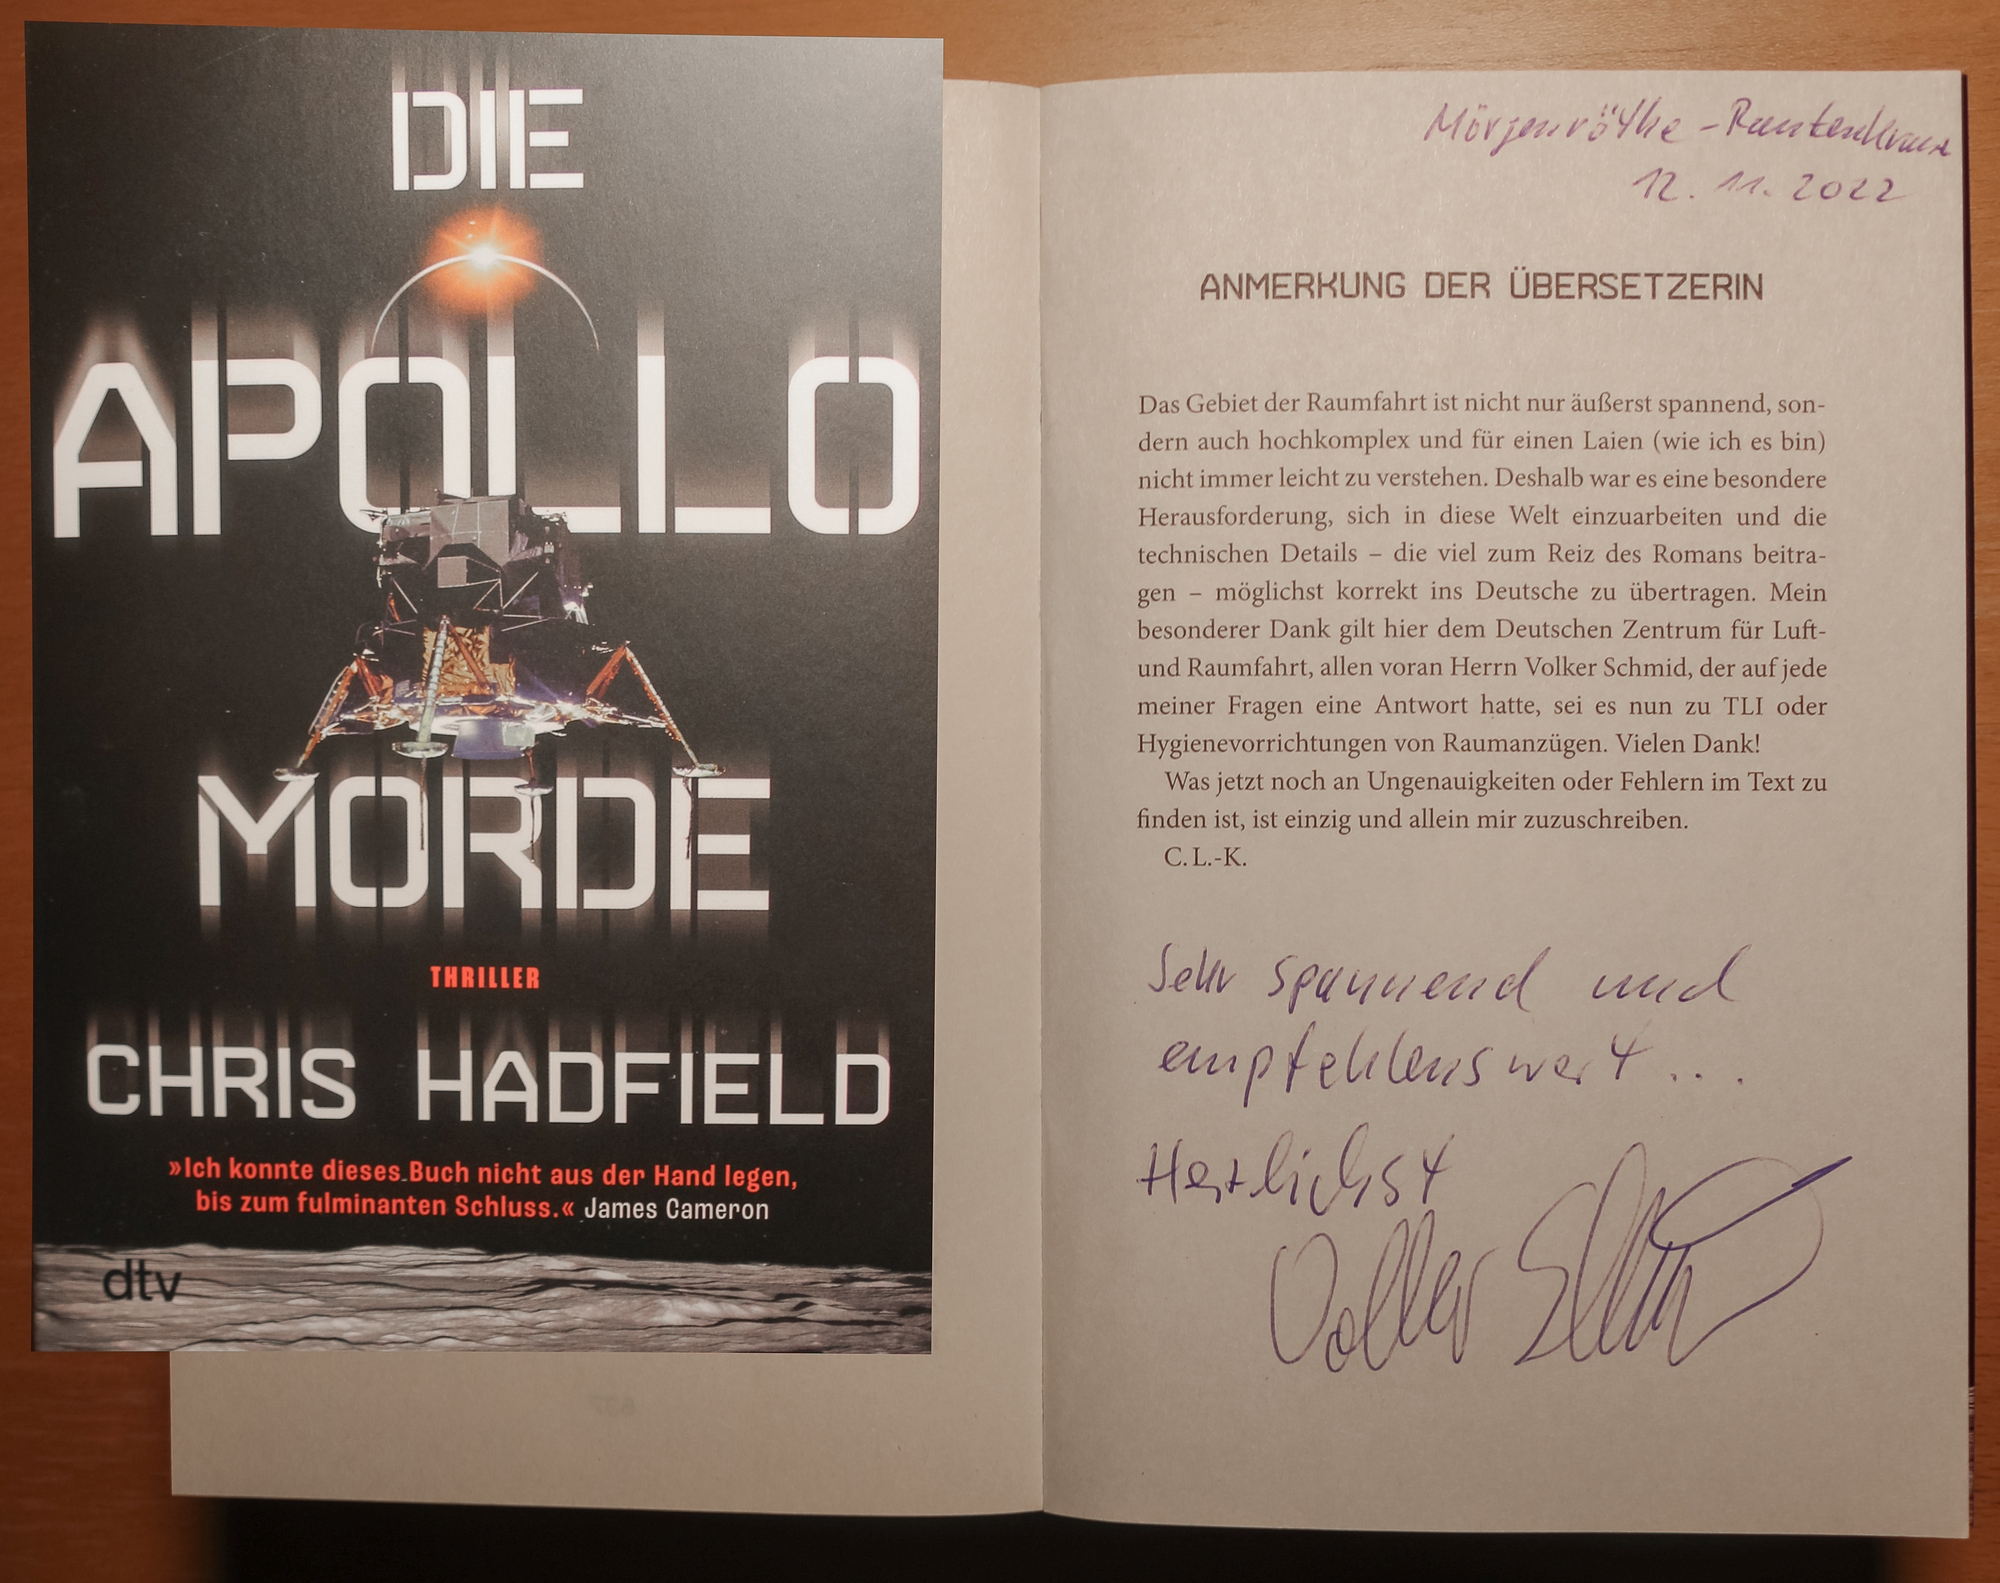 DIE
APOLLO
MORDE
THRILLER
CHRIS HADFIELD
»Ich konnte dieses Buch nicht aus der Hand legen,
bis zum fulminanten Schluss.« James Cameron
dtv
Morgenröthe-Rautenkranz
12.11.2022
ANMERKUNG DER ÜBERSETZERIN
Das Gebiet der Raumfahrt ist nicht nur äußerst spannend, son-
dern auch hochkomplex und für einen Laien (wie ich es bin)
nicht immer leicht zu verstehen. Deshalb war es eine besondere
Herausforderung, sich in diese Welt einzuarbeiten und die
technischen Details – die viel zum Reiz des Romans beitra-
gen – möglichst korrekt ins Deutsche zu übertragen. Mein
besonderer Dank gilt hier dem Deutschen Zentrum für Luft-
und Raumfahrt, allen voran Herrn Volker Schmid, der auf jede
meiner Fragen eine Antwort hatte, sei es nun zu TLI oder
Hygienevorrichtungen von Raumanzügen. Vielen Dank!
Was jetzt noch an Ungenauigkeiten oder Fehlern im Text zu
finden ist, ist einzig und allein mir zuzuschreiben.
C. L.-K.
Sehr spannend und
empfehlenswert...
Herzlichst
Volker Schmid